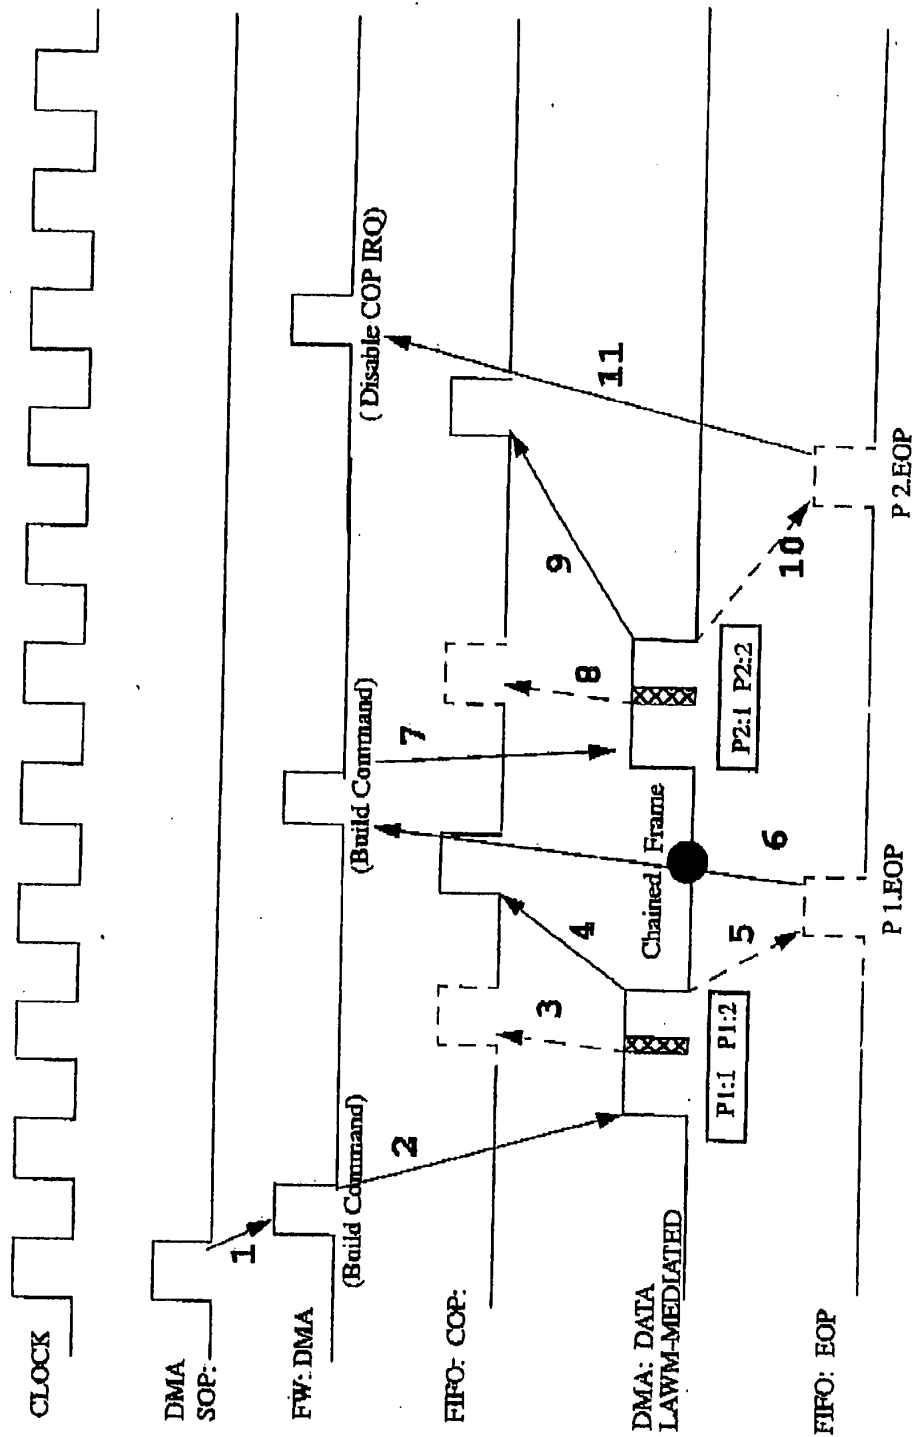 CLOCK
DMA
SOP:
1
FW: DMA
(Build Command)
(Build Command)
(Disable COP IRQ)
2
7
FIFO: COP:
3
4
8
9
11
DMA: DATA
LAWM-MEDIATED
Chained Frame
P1:1 P1:2
P2:1 P2:2
5
6
10
FIFO: EOP
P1.EOP
P2.EOP